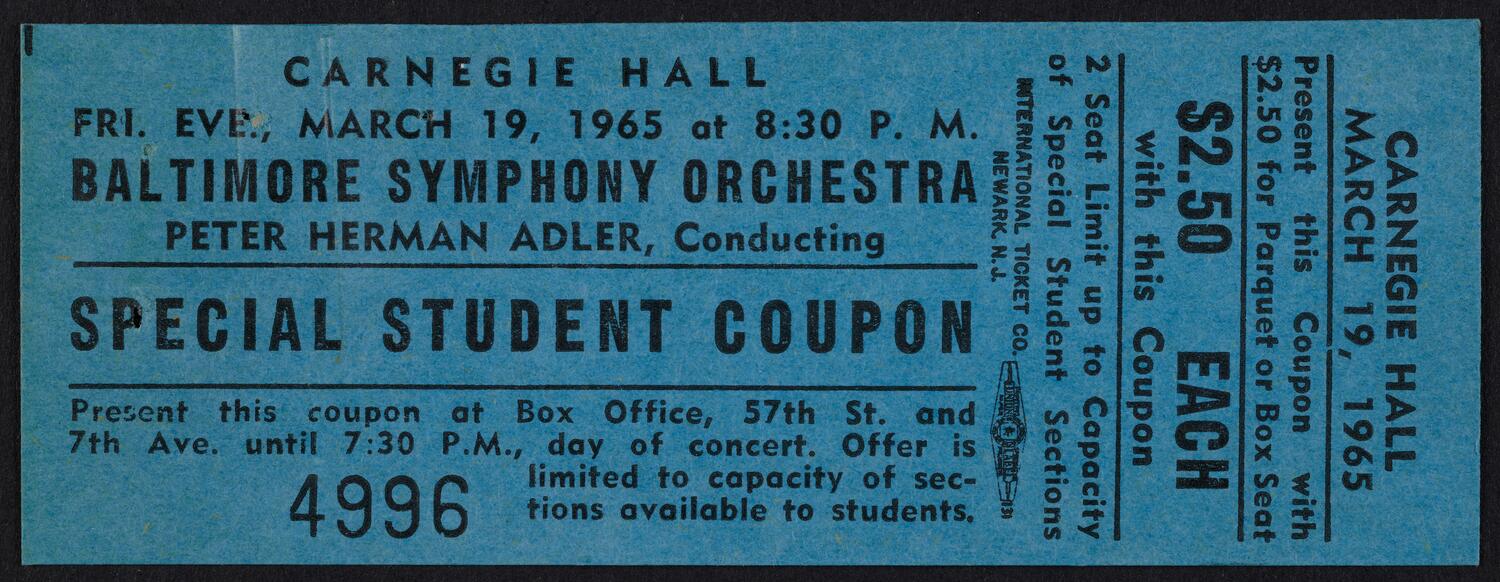 CARNEGIE HALL
FRI. EVE., MARCH 19, 1965 at 8:30 P. M.
BALTIMORE SYMPHONY ORCHESTRA
PETER HERMAN ADLER, Conducting
SPECIAL STUDENT COUPON
Present this coupon at Box Office, 57th St. and
7th Ave. until 7:30 P.M., day of concert. Offer is
limited to capacity of sec-
tions available to students.
4996
CARNEGIE HALL
MARCH 19, 1965
Present this Coupon with
$2.50 for Parquet or Box Seat
$2.50 EACH
with this Coupon
2 Seat Limit up to Capacity
of Special Student Sections
INTERNATIONAL TICKET CO.
NEWARK, N.J.